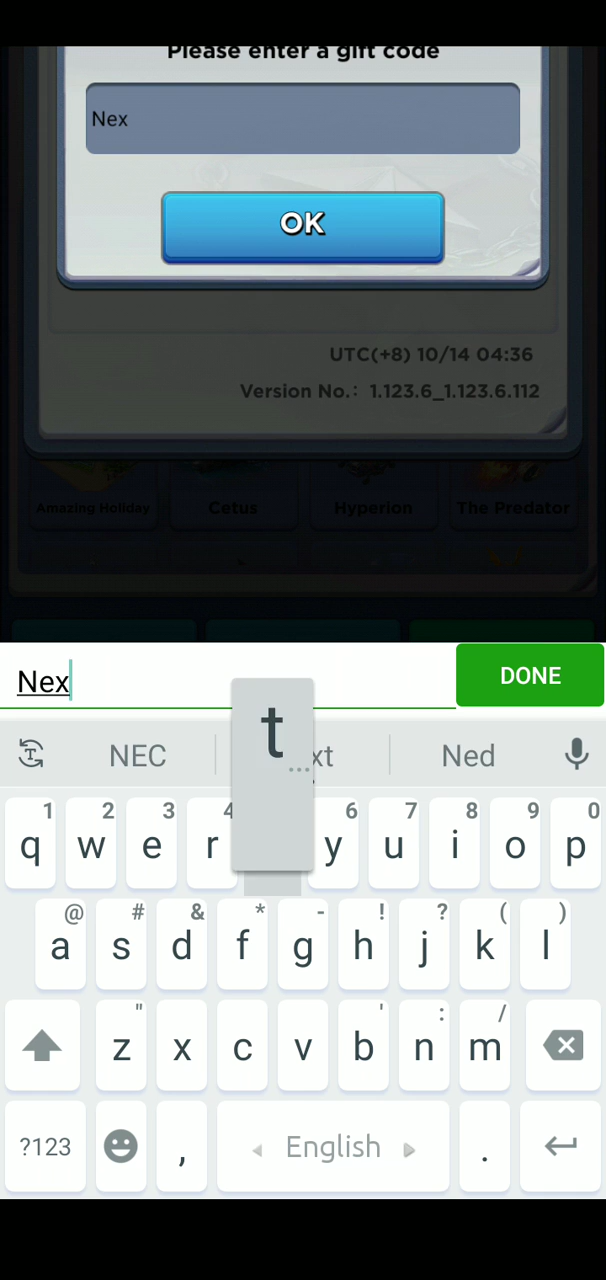 Please enter a gift code
Nex
OK
UTC(+8) 10/14 04:36
Version No.: 1.123.6_1.123.6.112
Amazing Holiday Cetus Hyperion The Predator
Nex DONE
t
NEC xt Ned
1 2 3 4 6 7 8 9 0
q w e r y u i o p
@ # & * - ! ? ( )
a s d f g h j k l
" ' : /
z x c v b n m
?123 , English .